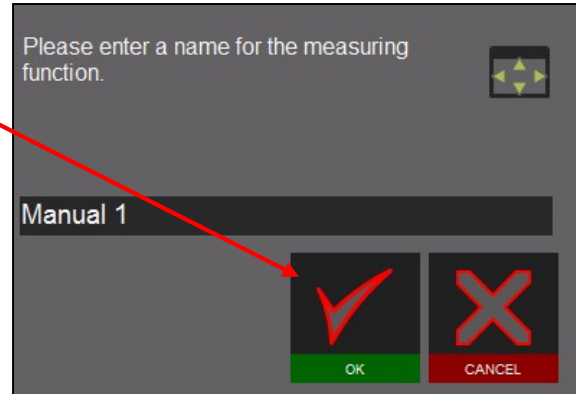 Please enter a name for the measuring
function.
Manual 1
OK
CANCEL